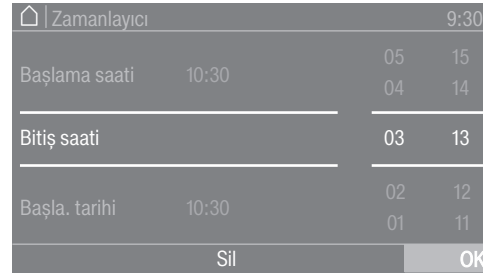 Zamanlayıcı 9:30
05 15
Başlama saati 10:30
04 14
Bitiş saati 03 13
02 12
Başla. tarihi 10:30
01 11
Sil OK